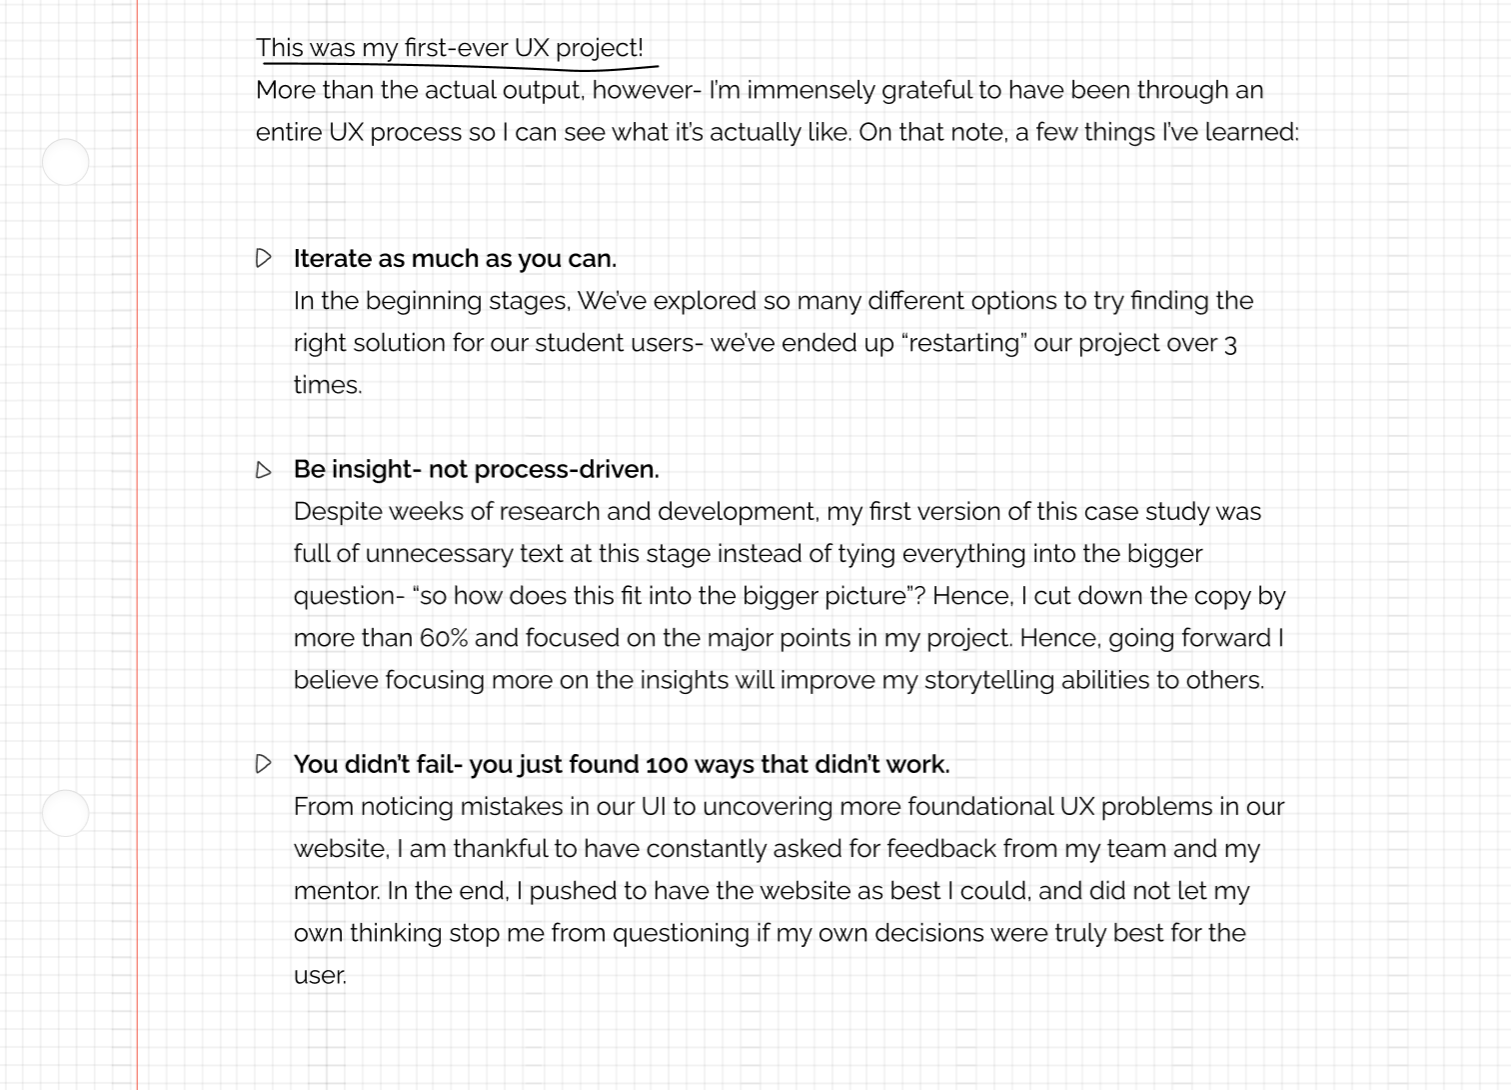 This was my first-ever UX project!
More than the actual output, however- I'm immensely grateful to have been through an
entire UX process so I can see what it's actually like. On that note, a few things I've learned:
Iterate as much as you can.
In the beginning stages, We've explored so many different options to try finding the
right solution for our student users- we've ended up “restarting” our project over 3
times.
Be insight- not process-driven.
Despite weeks of research and development, my first version of this case study was
full of unnecessary text at this stage instead of tying everything into the bigger
question- “so how does this fit into the bigger picture”? Hence, I cut down the copy by
more than 60% and focused on the major points in my project. Hence, going forward I
believe focusing more on the insights will improve my storytelling abilities to others.
You didn't fail- you just found 100 ways that didn't work.
From noticing mistakes in our UI to uncovering more foundational UX problems in our
website, I am thankful to have constantly asked for feedback from my team and my
mentor. In the end, I pushed to have the website as best I could, and did not let my
own thinking stop me from questioning if my own decisions were truly best for the
user.